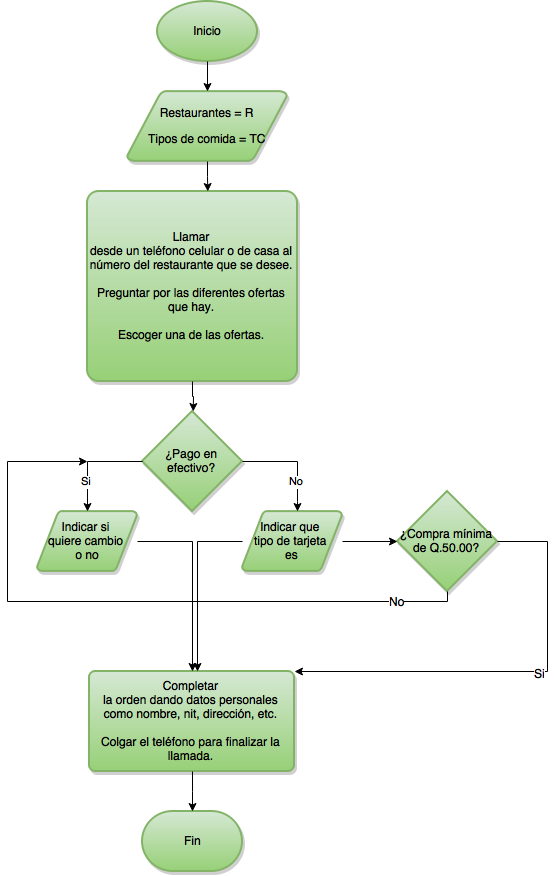 Inicio
Restaurantes = R
Tipos de comida = TC
Llamar
desde un teléfono celular o de casa al
número del restaurante que se desee.
Preguntar por las diferentes ofertas
que hay.
Escoger una de las ofertas.
¿Pago en
efectivo?
Si
No
Indicar si
quiere cambio
o no
Indicar que
tipo de tarjeta
es
¿Compra mínima
de Q.50.00?
No
Si
Completar
la orden dando datos personales
como nombre, nit, dirección, etc.
Colgar el teléfono para finalizar la
llamada.
Fin